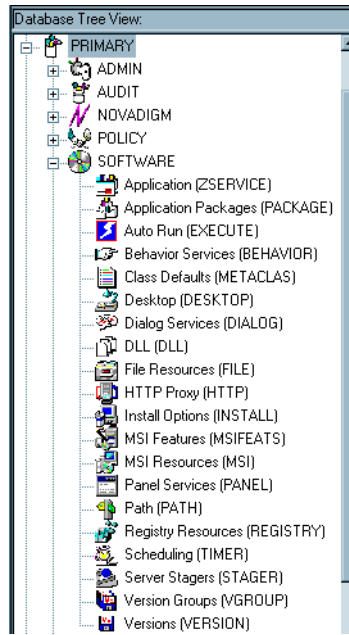 Database Tree View:
PRIMARY
ADMIN
AUDIT
NOVADIGM
POLICY
SOFTWARE
Application (ZSERVICE)
Application Packages (PACKAGE)
Auto Run (EXECUTE)
Behavior Services (BEHAVIOR)
Class Defaults (METACLAS)
Desktop (DESKTOP)
Dialog Services (DIALOG)
DLL (DLL)
File Resources (FILE)
HTTP Proxy (HTTP)
Install Options (INSTALL)
MSI Features (MSIFEATS)
MSI Resources (MSI)
Panel Services (PANEL)
Path (PATH)
Registry Resources (REGISTRY)
Scheduling (TIMER)
Server Stagers (STAGER)
Version Groups (VGROUP)
Versions (VERSION)